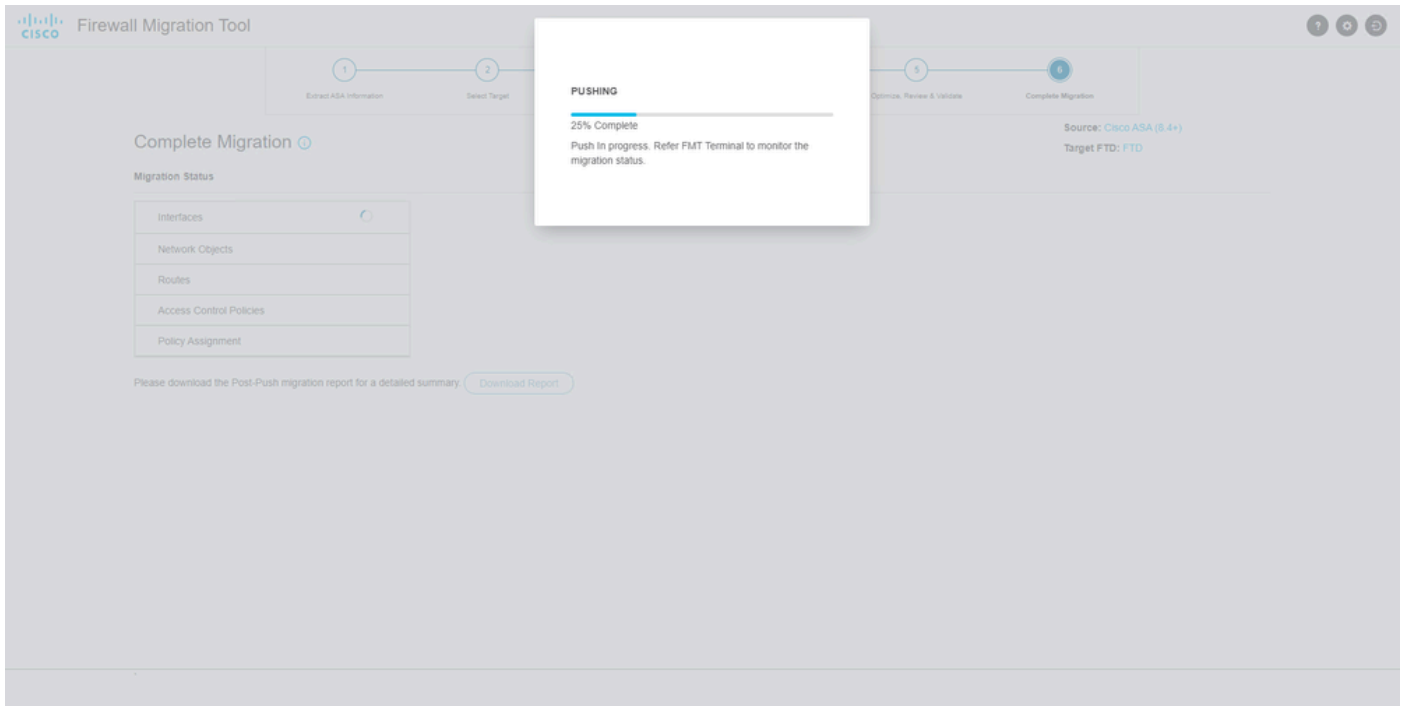 CISCO
Firewall Migration Tool
?
1
2
5
6
Extract ASA Information
Select Target
Optimize, Review & Validate
Complete Migration
PUSHING
25% Complete
Push In progress. Refer FMT Terminal to monitor the
migration status.
Source: Cisco ASA (8.4+)
Target FTD: FTD
Complete Migration
Migration Status
Interfaces
Network Objects
Routes
Access Control Policies
Policy Assignment
Please download the Post-Push migration report for a detailed summary
Download Report